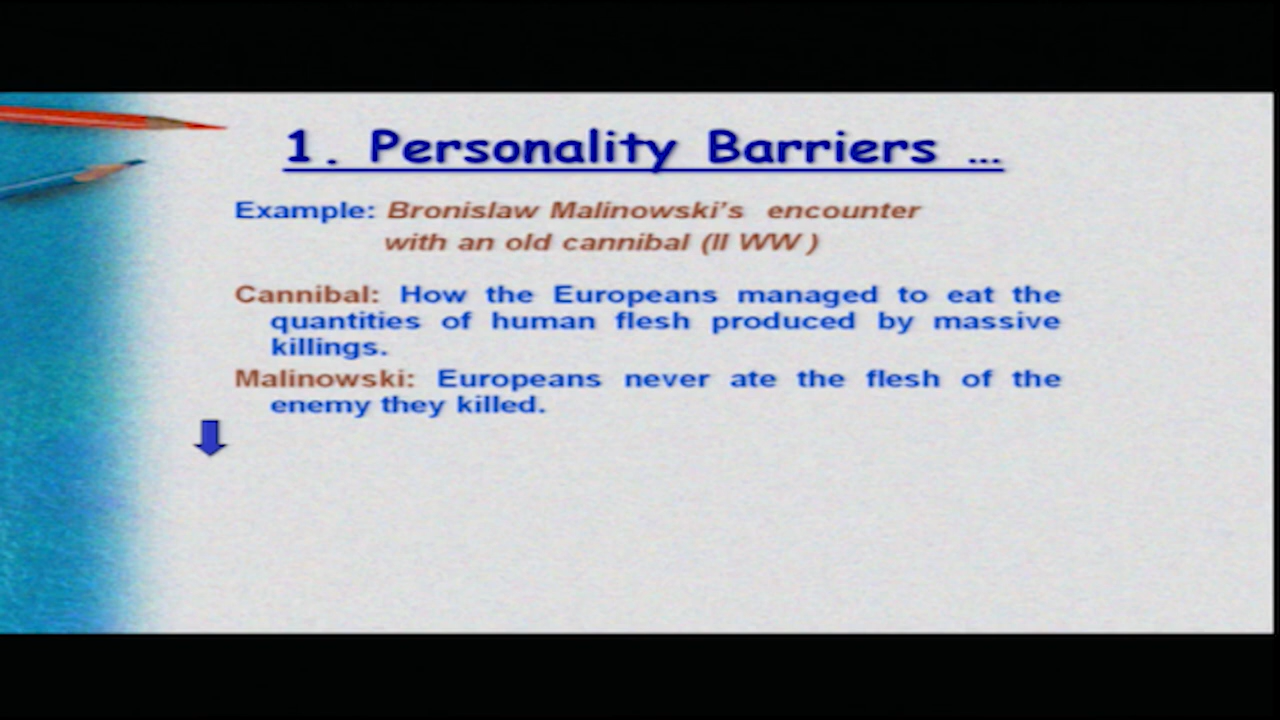 1. Personality Barriers ...
Example: Bronislaw Malinowski's encounter
with an old cannibal (II WW )
Cannibal: How the Europeans managed to eat the
quantities of human flesh produced by massive
killings.
Malinowski: Europeans never ate the flesh of the
enemy they killed.